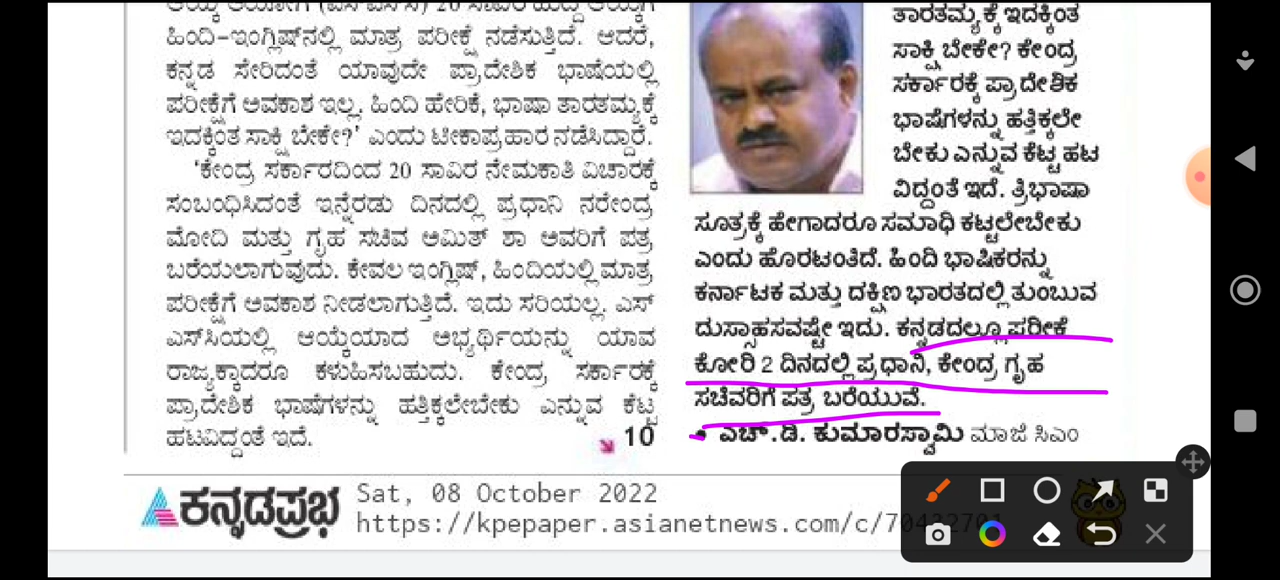 ಹಿಂದಿ-ಇಂಗ್ಲಿಷ್‌ನಲ್ಲಿ ಮಾತ್ರ ಪರೀಕ್ಷೆ ನಡೆಸುತ್ತಿದೆ. ಆದರೆ,
ಕನ್ನಡ ಸೇರಿದಂತೆ ಯಾವುದೇ ಪ್ರಾದೇಶಿಕ ಭಾಷೆಯಲ್ಲಿ
ಪರೀಕ್ಷೆಗೆ ಅವಕಾಶ ಇಲ್ಲ. ಹಿಂದಿ ಹೇರಿಕೆ, ಭಾಷಾ ತಾರತಮ್ಯಕ್ಕೆ
ಇದಕ್ಕಿಂತ ಸಾಕ್ಷಿ ಬೇಕೇ?' ಎಂದು ಟೀಕಾಪ್ರಹಾರ ನಡೆಸಿದ್ದಾರೆ.
'ಕೇಂದ್ರ ಸರ್ಕಾರದಿಂದ 20 ಸಾವಿರ ನೇಮಕಾತಿ ವಿಚಾರಕ್ಕೆ
ಸಂಬಂಧಿಸಿದಂತೆ ಇನ್ನೆರಡು ದಿನದಲ್ಲಿ ಪ್ರಧಾನಿ ನರೇಂದ್ರ
ಮೋದಿ ಮತ್ತು ಗೃಹ ಸಚಿವ ಅಮಿತ್ ಶಾ ಅವರಿಗೆ ಪತ್ರ
ಬರೆಯಲಾಗುವುದು. ಕೇವಲ ಇಂಗ್ಲಿಷ್, ಹಿಂದಿಯಲ್ಲಿ ಮಾತ್ರ
ಪರೀಕ್ಷೆಗೆ ಅವಕಾಶ ನೀಡಲಾಗುತ್ತಿದೆ. ಇದು ಸರಿಯಲ್ಲ. ಎಸ್
ಎಸ್‌ಸಿಯಲ್ಲಿ ಆಯ್ಕೆಯಾದ ಅಭ್ಯರ್ಥಿಯನ್ನು ಯಾವ
ರಾಜ್ಯಕ್ಕಾದರೂ ಕಳುಹಿಸಬಹುದು. ಕೇಂದ್ರ ಸರ್ಕಾರಕ್ಕೆ
ಪ್ರಾದೇಶಿಕ ಭಾಷೆಗಳನ್ನು ಹತ್ತಿಕ್ಕಲೇಬೇಕು ಎನ್ನುವ ಕೆಟ್ಟ
ಹಟವಿದ್ದಂತೆ ಇದೆ. 10
ತಾರತಮ್ಯಕ್ಕೆ ಇದಕ್ಕಿಂತ
ಸಾಕ್ಷಿ ಬೇಕೇ? ಕೇಂದ್ರ
ಸರ್ಕಾರಕ್ಕೆ ಪ್ರಾದೇಶಿಕ
ಭಾಷೆಗಳನ್ನು ಹತ್ತಿಕ್ಕಲೇ
ಬೇಕು ಎನ್ನುವ ಕೆಟ್ಟ ಹಟ
ವಿದ್ದಂತೆ ಇದೆ. ತ್ರಿಭಾಷಾ
ಸೂತ್ರಕ್ಕೆ ಹೇಗಾದರೂ ಸಮಾಧಿ ಕಟ್ಟಲೇಬೇಕು
ಎಂದು ಹೊರಟಂತಿದೆ. ಹಿಂದಿ ಭಾಷಿಕರನ್ನು
ಕರ್ನಾಟಕ ಮತ್ತು ದಕ್ಷಿಣ ಭಾರತದಲ್ಲಿ ತುಂಬುವ
ದುಸ್ಸಾಹಸವಷ್ಟೇ ಇದು. ಕನ್ನಡದಲ್ಲೂ ಪರೀಕ್ಷೆ
ಕೋರಿ 2 ದಿನದಲ್ಲಿ ಪ್ರಧಾನಿ, ಕೇಂದ್ರ ಗೃಹ
ಸಚಿವರಿಗೆ ಪತ್ರ ಬರೆಯುವೆ.
• ಎಚ್.ಡಿ. ಕುಮಾರಸ್ವಾಮಿ ಮಾಜಿ ಸಿಎಂ
ಕನ್ನಡಪ್ರಭ
Sat, 08 October 2022
https://kpepaper.asianetnews.com/c/70432701